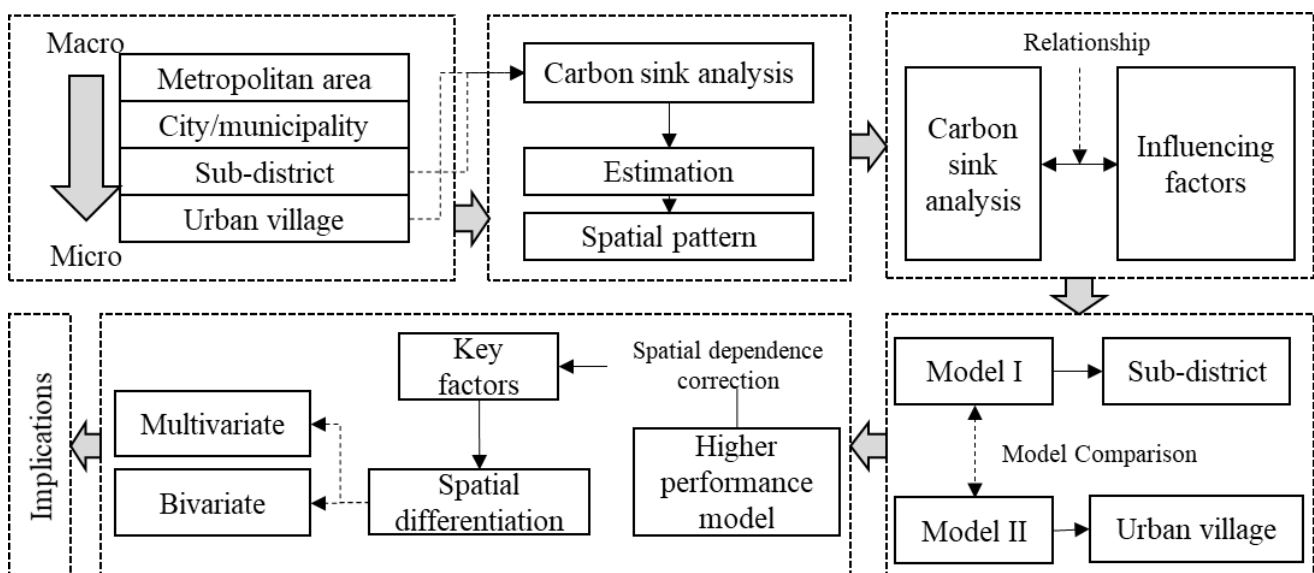 Macro
Metropolitan area
City/municipality
Sub-district
Urban village
Micro
Carbon sink analysis
Estimation
Spatial pattern
Relationship
Carbon
sink
analysis
Influencing
factors
Model I
Sub-district
Model Comparison
Model II
Urban village
Spatial dependence
correction
Higher
performance
model
Key
factors
Spatial
differentiation
Multivariate
Bivariate
Implications